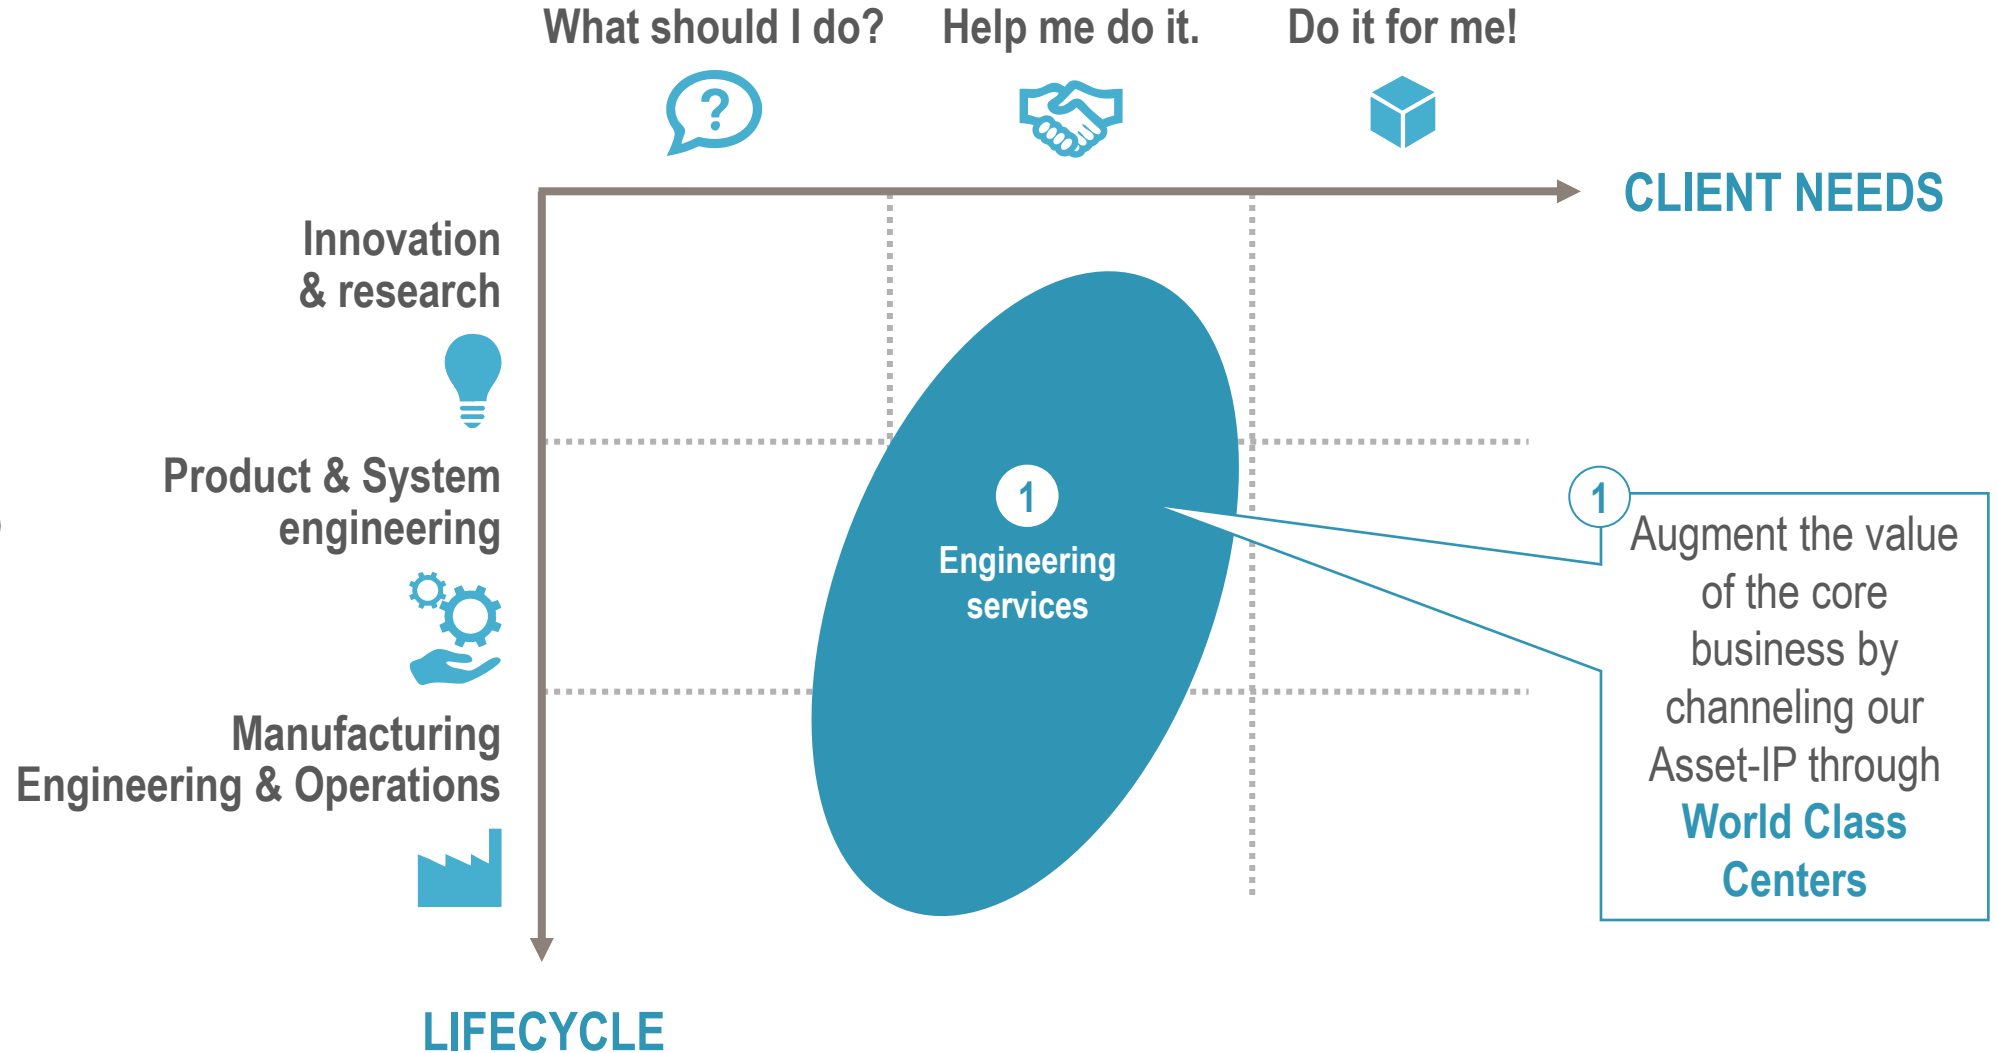 What should I do?
Help me do it.
Do it for me!
?
CLIENT NEEDS
Innovation
& research
Product & System
engineering
Manufacturing
Engineering & Operations
LIFECYCLE
1
Engineering
services
1
Augment the value
of the core
business by
channeling our
Asset-IP through
World Class
Centers